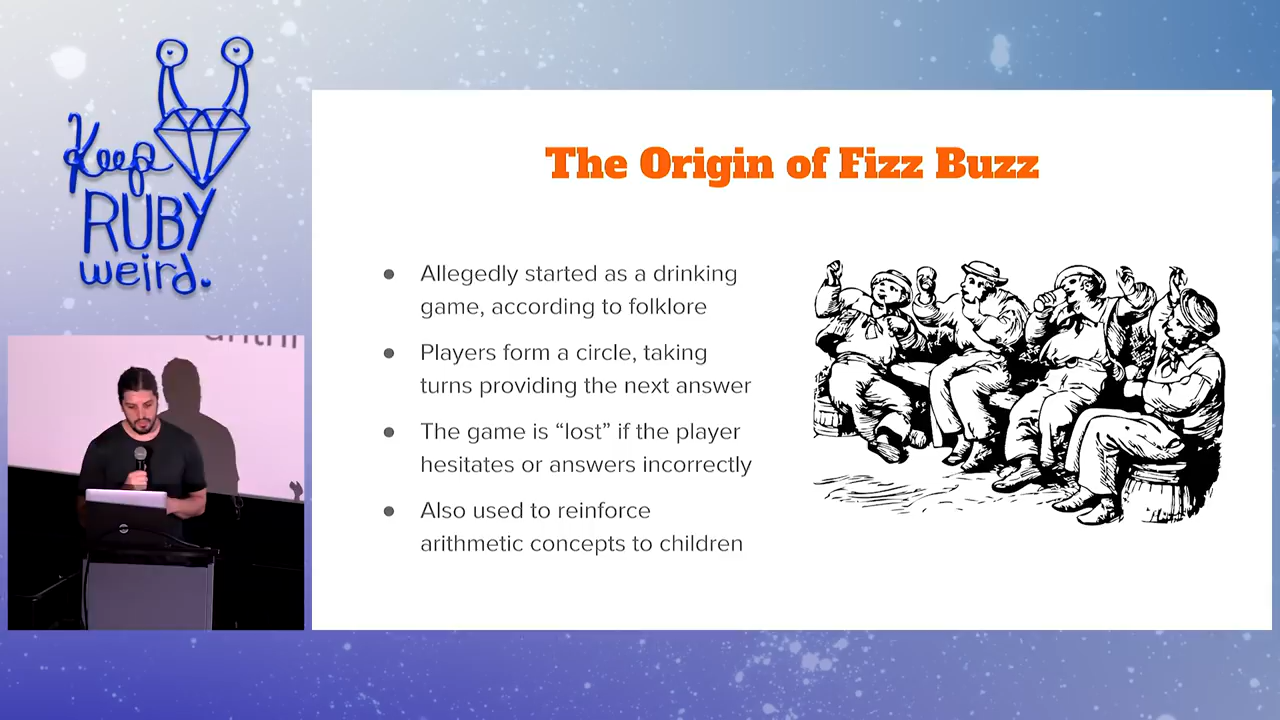 Keep
RUBY
weird.
The Origin of Fizz Buzz
● Allegedly started as a drinking
game, according to folklore
● Players form a circle, taking
turns providing the next answer
● The game is “lost” if the player
hesitates or answers incorrectly
● Also used to reinforce
arithmetic concepts to children